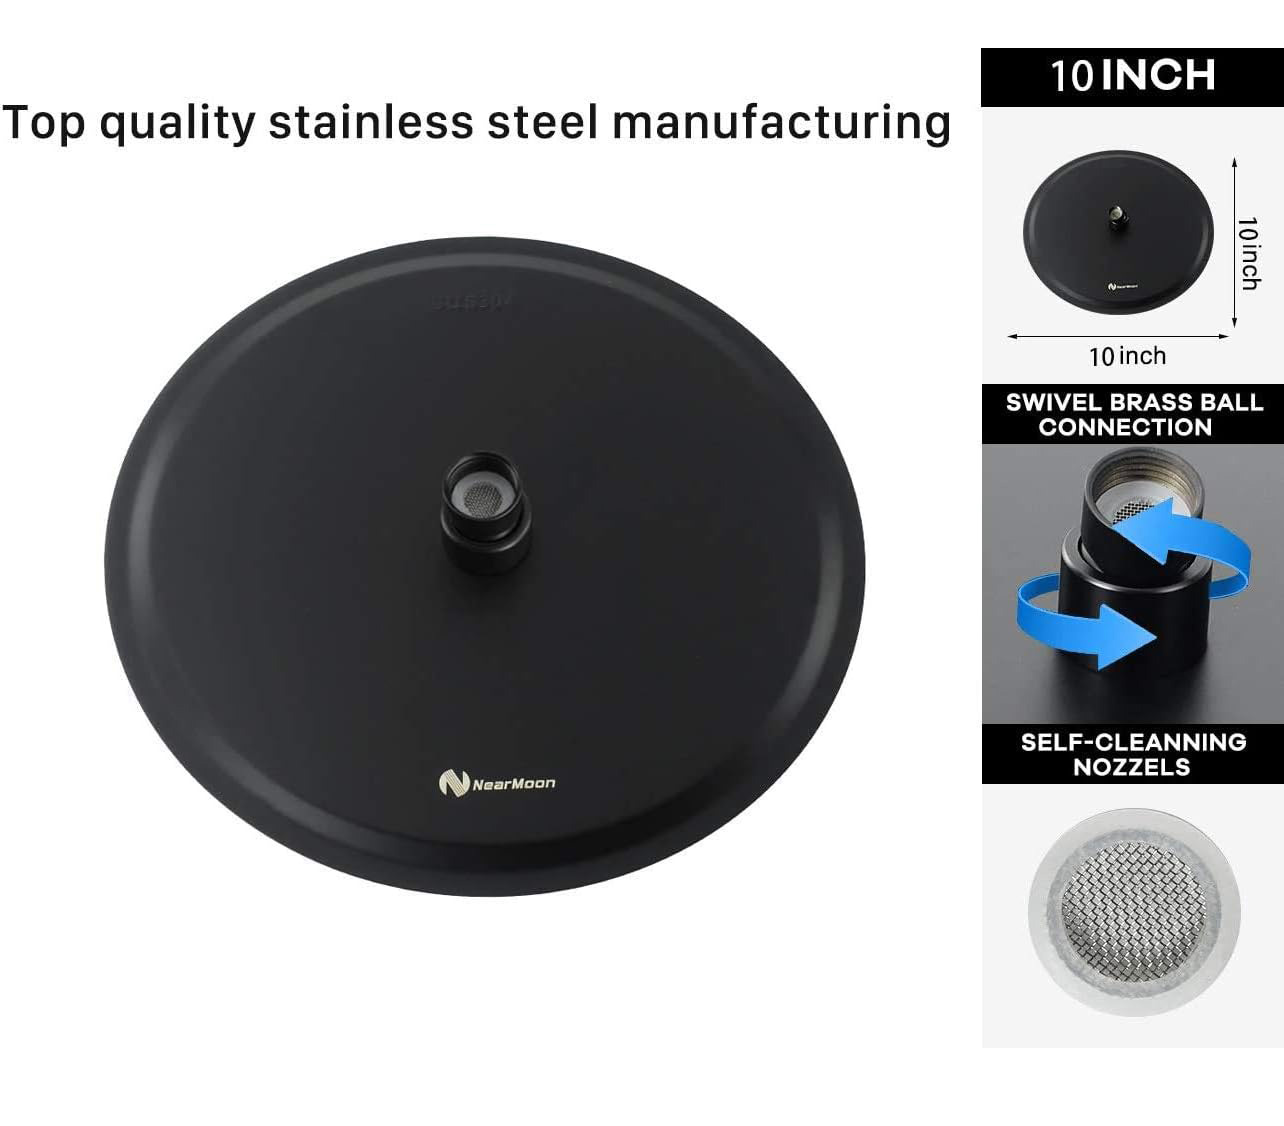 Top quality stainless steel manufacturing
NearMoon
10 INCH
NearMoon
10 inch
10 inch
SWIVEL BRASS BALL
CONNECTION
SELF-CLEANNING
NOZZELS